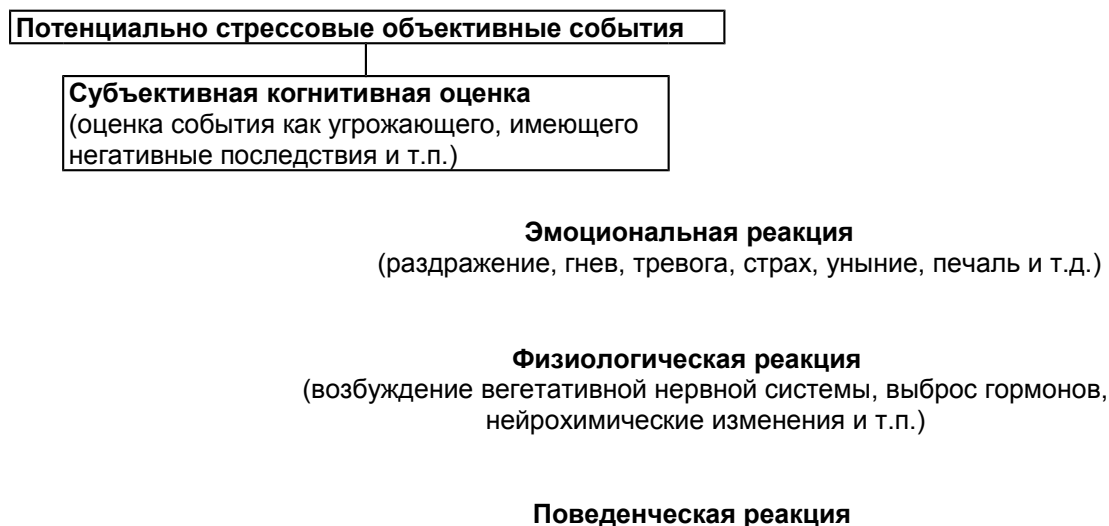 Потенциально стрессовые объективные события
Субъективная когнитивная оценка
(оценка события как угрожающего, имеющего
негативные последствия и т.п.)
Эмоциональная реакция
(раздражение, гнев, тревога, страх, уныние, печаль и т.д.)
Физиологическая реакция
(возбуждение вегетативной нервной системы, выброс гормонов,
нейрохимические изменения и т.п.)
Поведенческая реакция